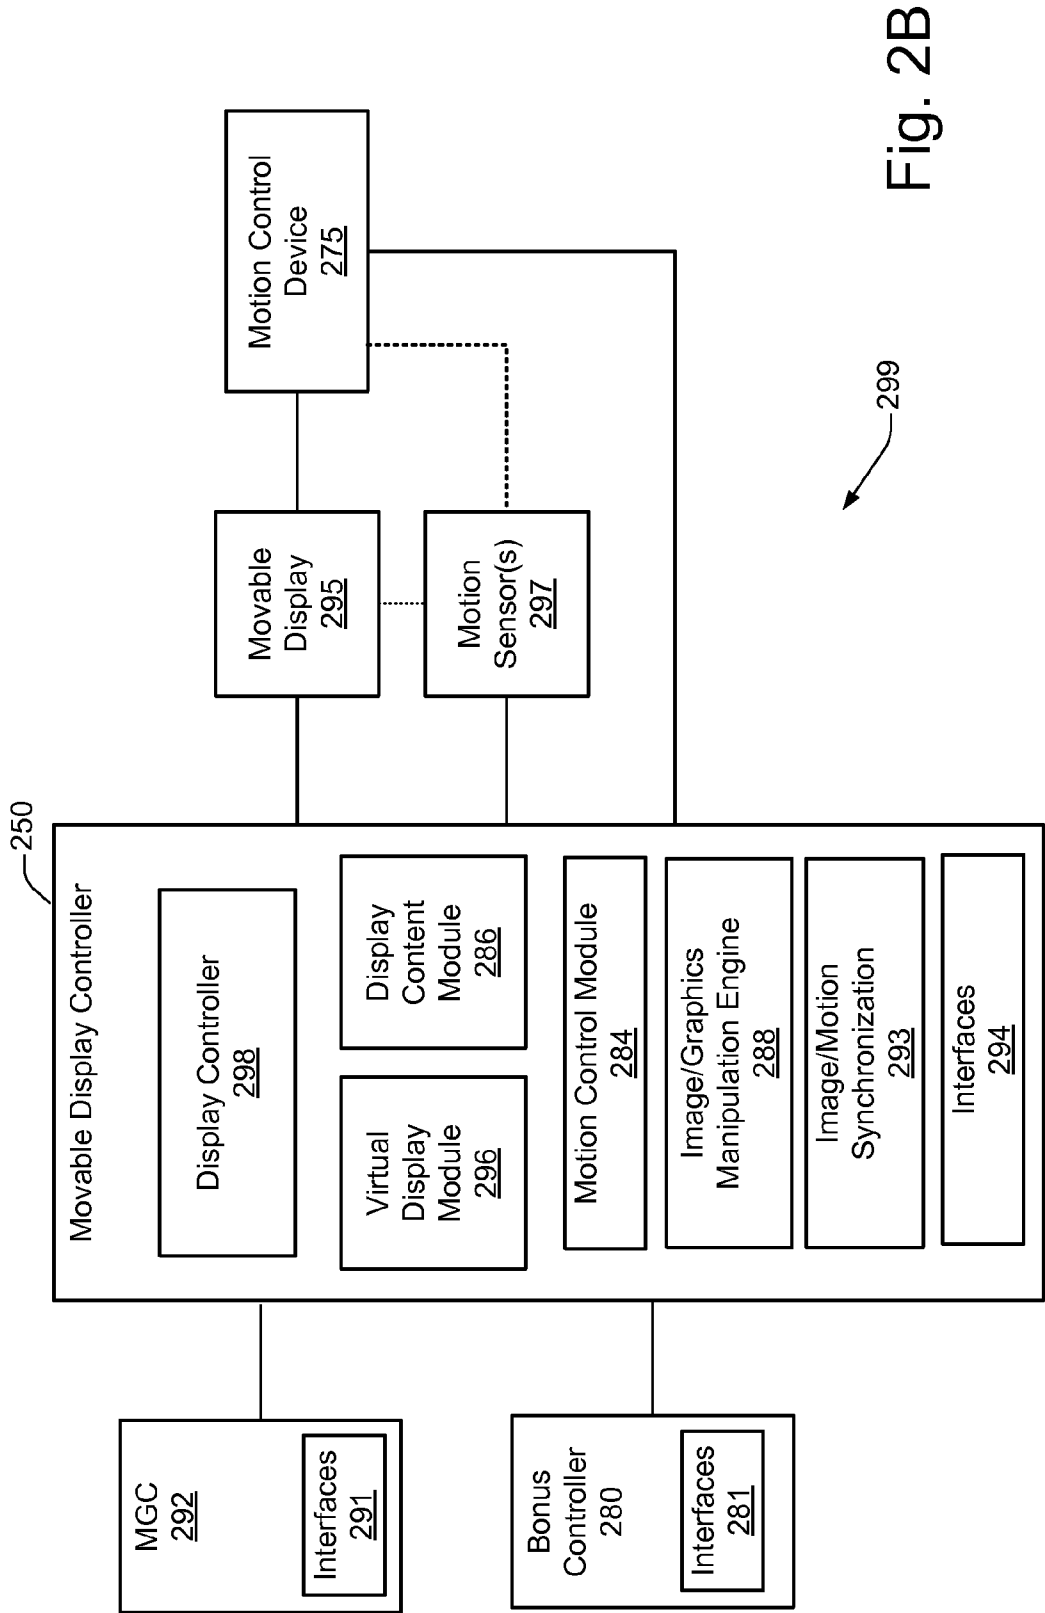 MGC
292
Interfaces
291
Bonus
Controller
280
Interfaces
281
250
Movable Display Controller
Display Controller
298
Virtual
Display
Module
296
Display
Content
Module
286
Motion Control Module
284
Image/Graphics
Manipulation Engine
288
Image/Motion
Synchronization
293
Interfaces
294
Movable
Display
295
Motion
Sensor(s)
297
Motion Control
Device
275
299
Fig. 2B